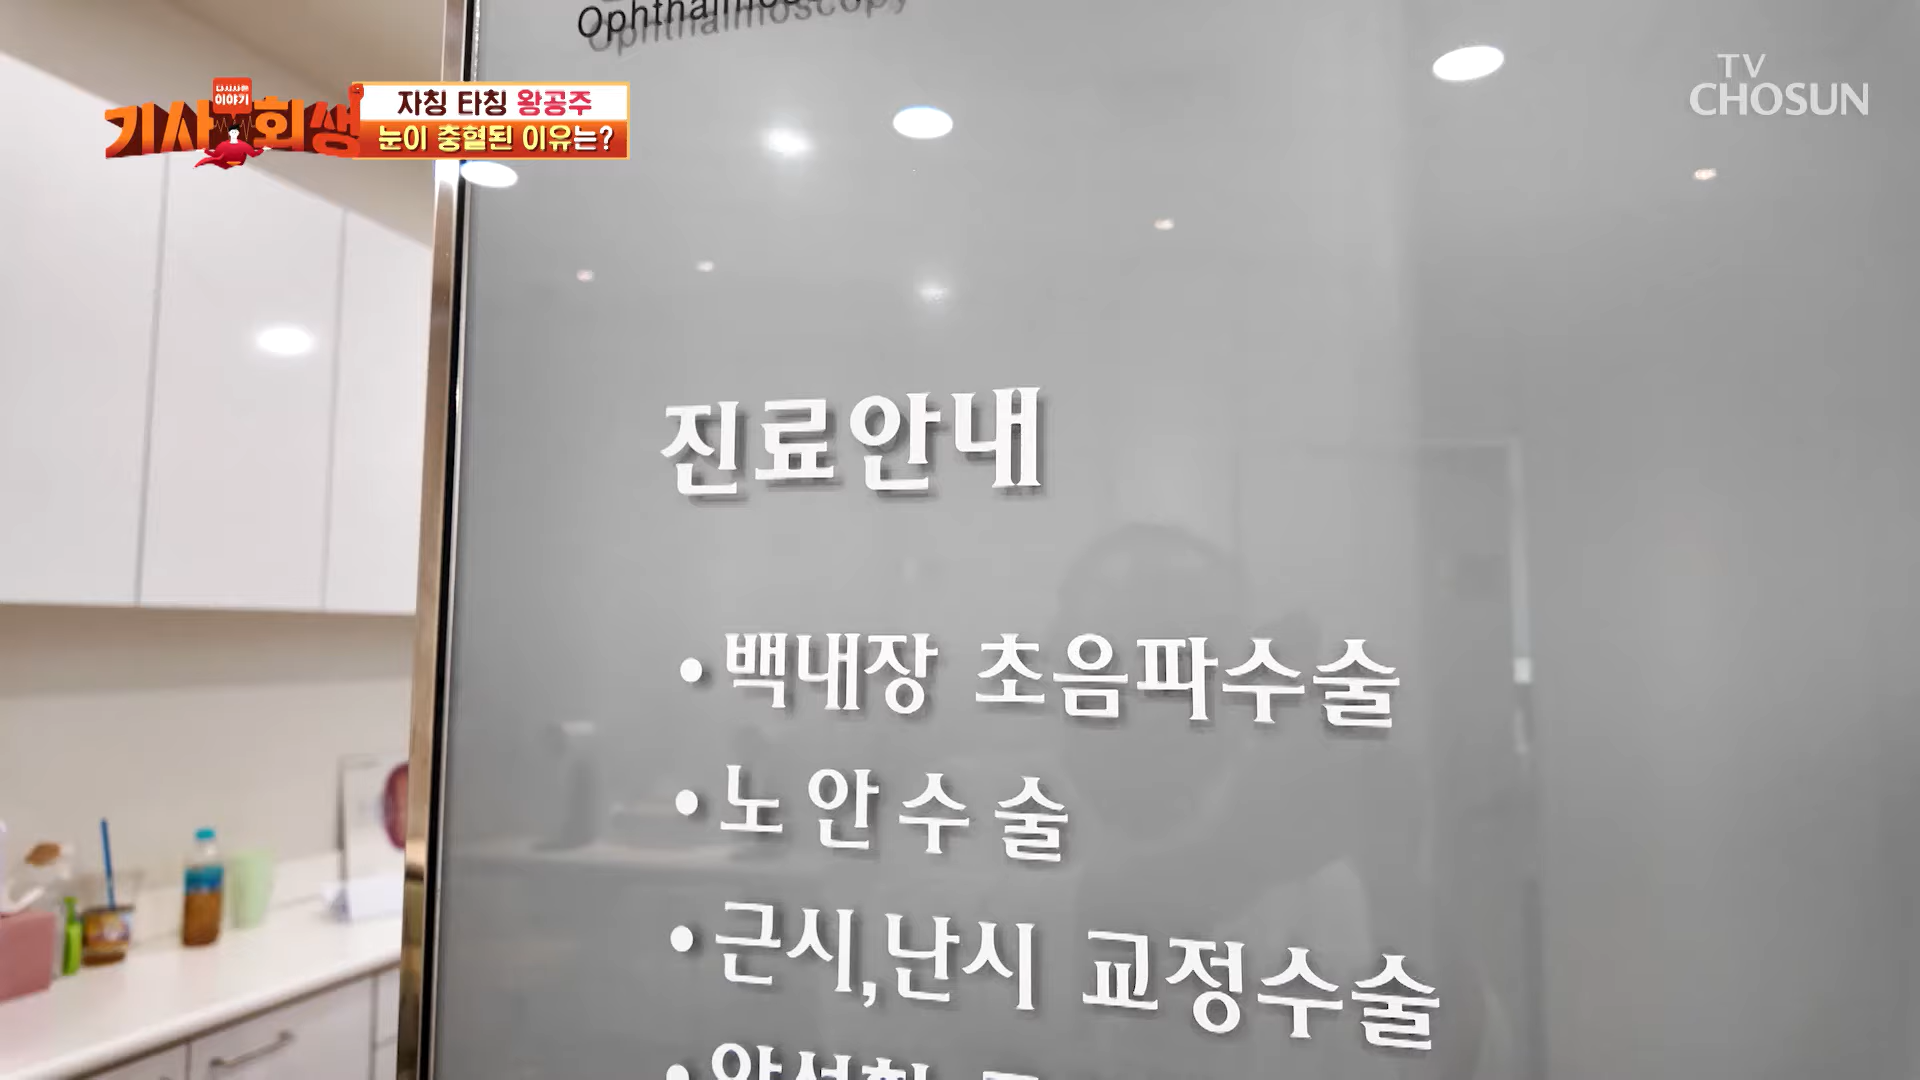 TV
CHOSUN
다시사는
이야기
기사회생
자칭 타칭 왕공주
눈이 충혈된 이유는?
Ophthalmoscopy
진료안내
• 백내장 초음파수술
• 노안수술
• 근시,난시 교정수술